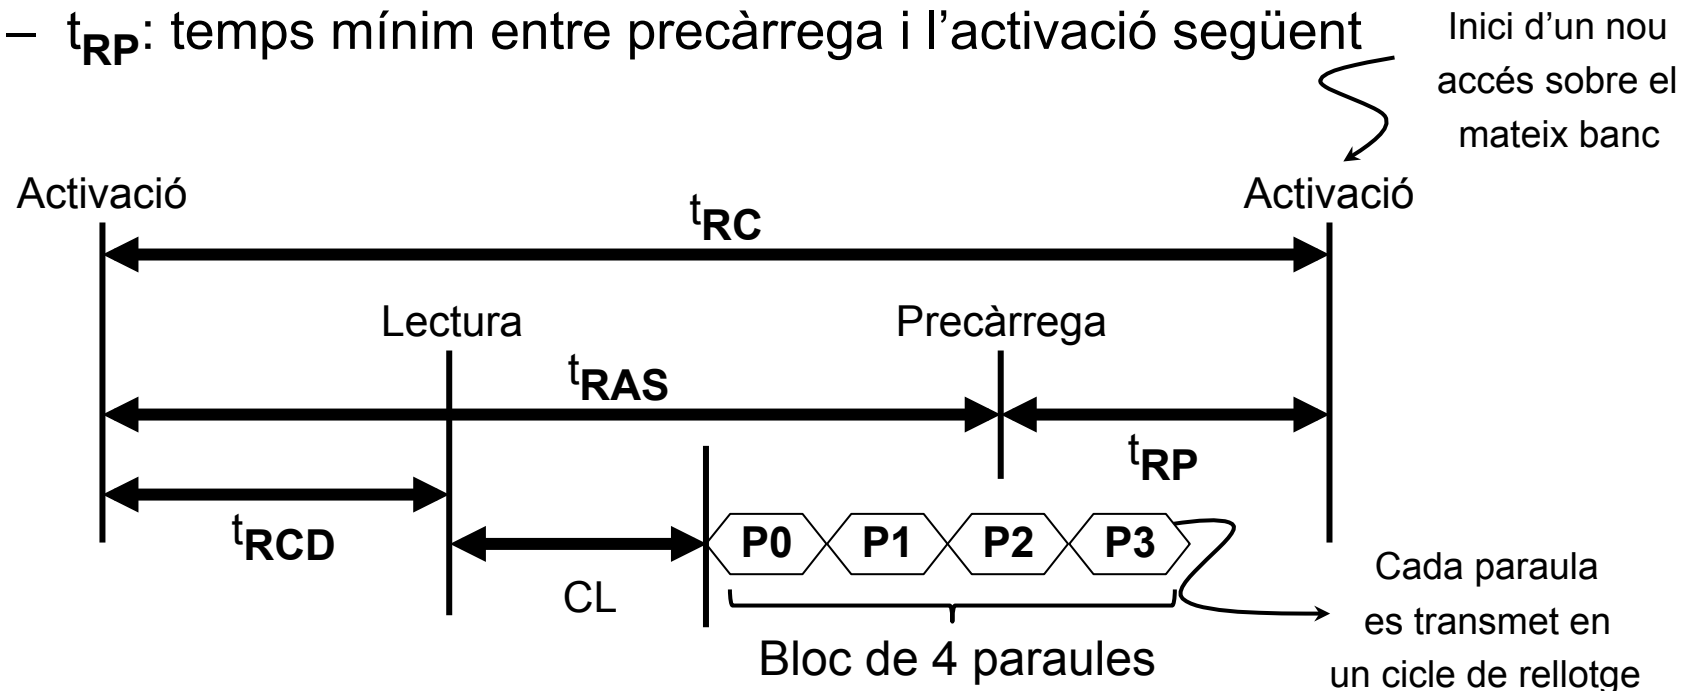 – tRP: temps mínim entre precàrrega i l’activació següent
Inici d’un nou
accés sobre el
mateix banc
Activació
Activació
tRC
Lectura
Precàrrega
tRAS
tRP
tRCD
CL
P0 P1 P2 P3
Bloc de 4 paraules
Cada paraula
es transmet en
un cicle de rellotge